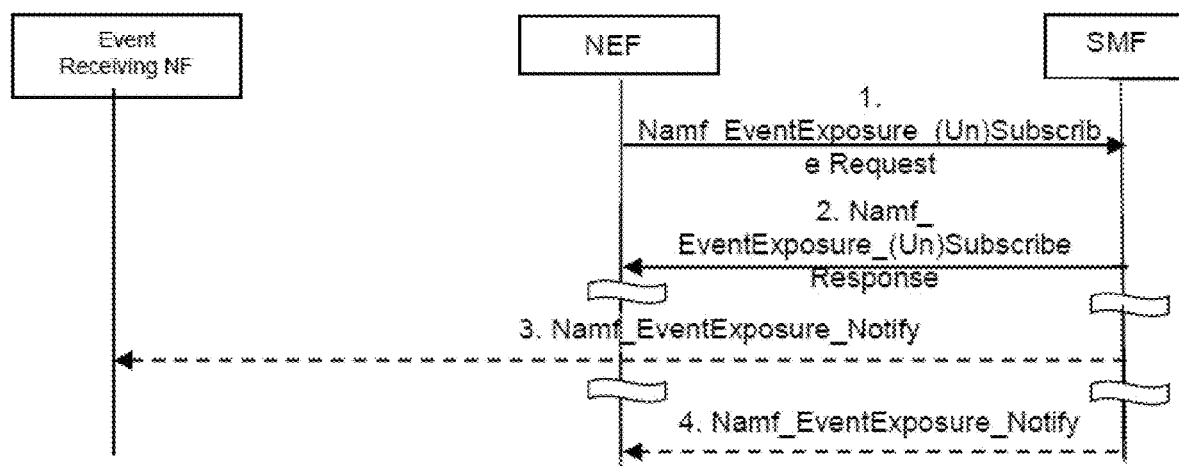 Event
Receiving NF
NEF
SMF
1.
Namf_EventExposure_(Un)Subscrib
e Request
2. Namf_
EventExposure_(Un)Subscribe
Response
3. Namf_EventExposure_Notify
4. Namf_EventExposure_Notify